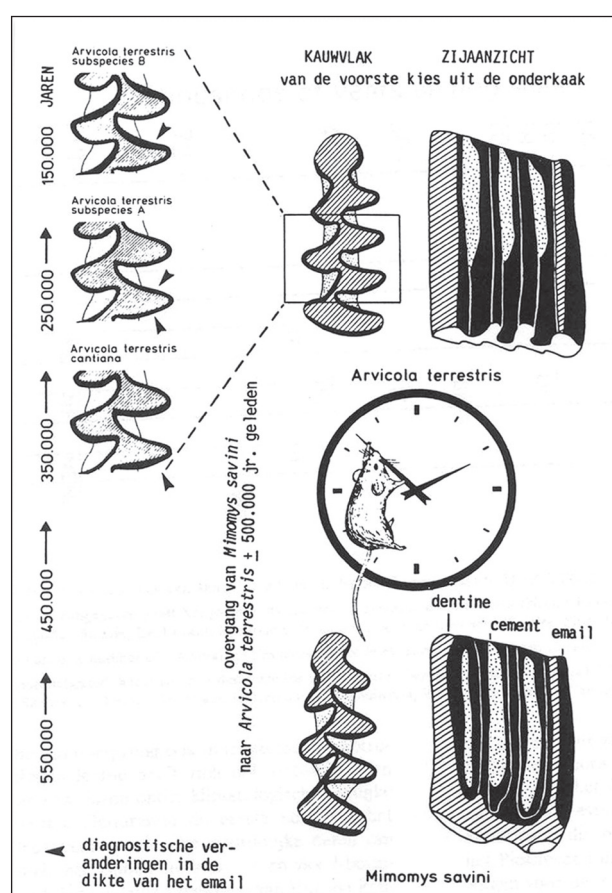 Arvicola terrestris
subspecies B
KAUWVLAK
ZIJAANZICHT
van de voorste kies uit de onderkaak
JAREN
150.000
Arvicola terrestris
subspecies A
250.000
Arvicola terrestris
cantiana
350.000
Arvicola terrestris
overgang van Mimomys savini
naar Arvicola terrestris ± 500.000 jr. geleden
450.000
dentine
cement
email
550.000
diagnostische ver-
anderingen in de
dikte van het email
Mimomys savini